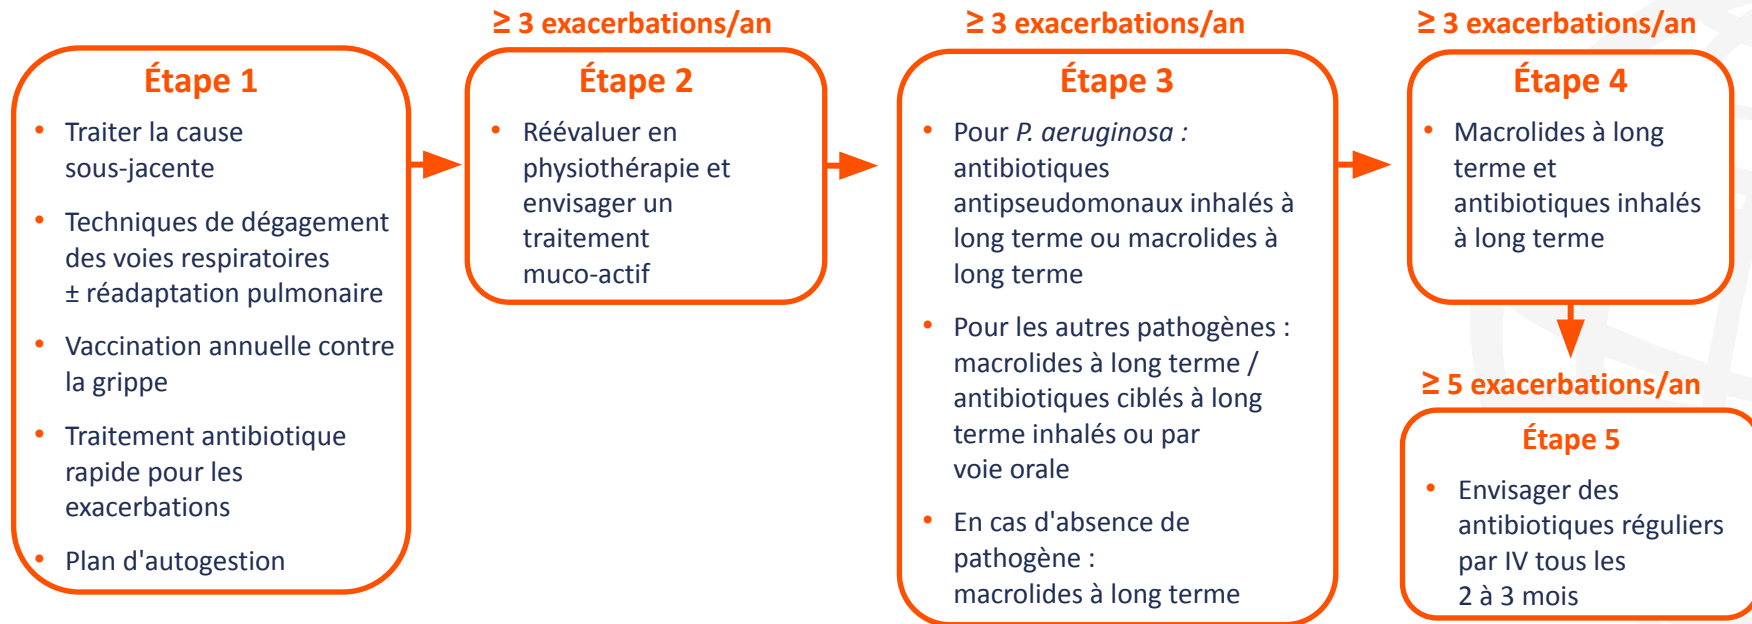 Étape 1
• Traiter la cause
sous-jacente
• Techniques de dégagement
des voies respiratoires
± réadaptation pulmonaire
• Vaccination annuelle contre
la grippe
• Traitement antibiotique
rapide pour les
exacerbations
• Plan d'autogestion
≥ 3 exacerbations/an
Étape 2
• Réévaluer en
physiothérapie et
envisager un
traitement
muco-actif
≥ 3 exacerbations/an
Étape 3
• Pour P. aeruginosa :
antibiotiques
antipseudomonaux inhalés à
long terme ou macrolides à
long terme
• Pour les autres pathogènes :
macrolides à long terme /
antibiotiques ciblés à long
terme inhalés ou par
voie orale
• En cas d'absence de
pathogène :
macrolides à long terme
≥ 3 exacerbations/an
Étape 4
• Macrolides à long
terme et
antibiotiques inhalés
à long terme
≥ 5 exacerbations/an
Étape 5
• Envisager des
antibiotiques réguliers
par IV tous les
2 à 3 mois